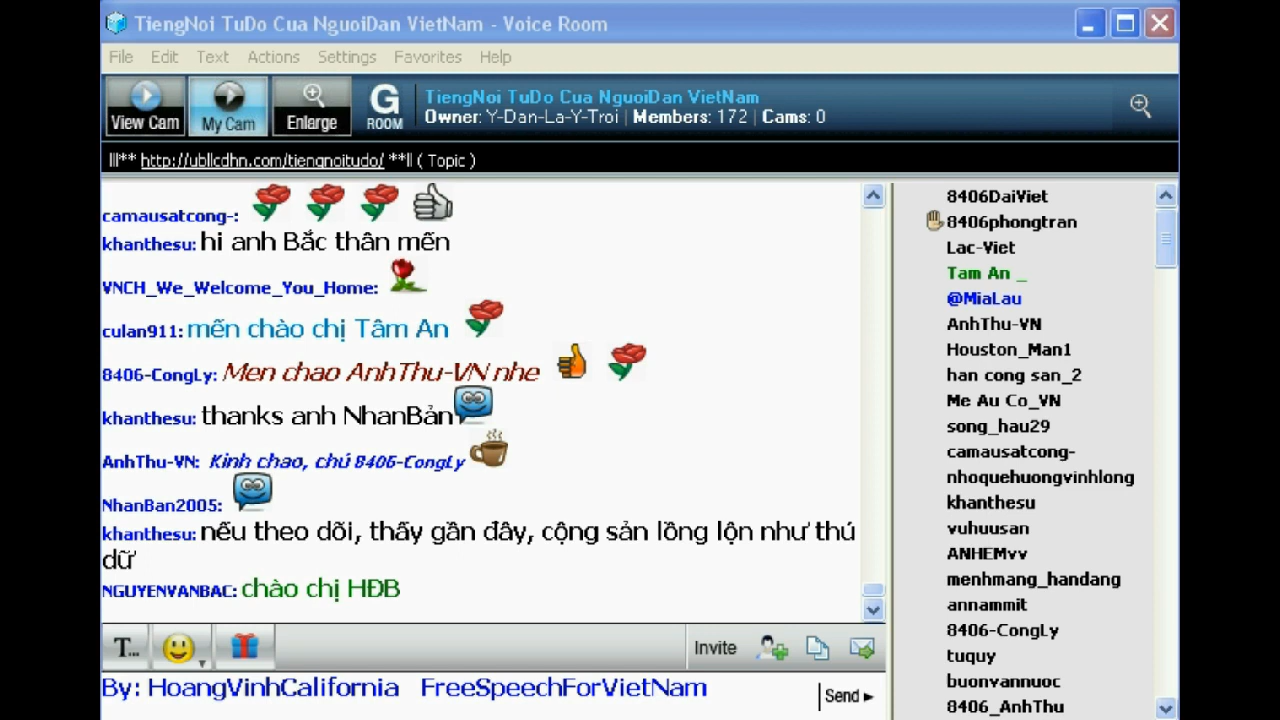 TiengNoi TuDo Cua NguoiDan VietNam - Voice Room
File Edit Text Actions Settings Favorites Help
View Cam My Cam Enlarge G ROOM
TiengNoi TuDo Cua NguoiDan VietNam
Owner: Y-Dan-La-Y-Troi | Members: 172 | Cams: 0
lll** http://ubllcdhn.com/tiengnoitudo/ **ll ( Topic )
camausatcong-:
khanthesu: hi anh Bắc thân mến
VNCH_We_Welcome_You_Home:
culan911: mến chào chị Tâm An
8406-CongLy: Men chao AnhThu-VN nhe
khanthesu: thanks anh NhanBản
AnhThu-VN: Kinh chao, chú 8406-CongLy
NhanBan2005:
khanthesu: nếu theo dõi, thấy gần đây, cộng sản lồng lộn như thú
dữ
NGUYENVANBAC: chào chị HĐB
T... Invite
By: HoangVinhCalifornia FreeSpeechForVietNam
Send
8406DaiViet
8406phongtran
Lac-Viet
Tam An _
@MiaLau
AnhThu-VN
Houston_Man1
han cong san_2
Me Au Co_VN
song_hau29
camausatcong-
nhoquehuongvinhlong
khanthesu
vuhuusan
ANHEMvv
menhmang_handang
annammit
8406-CongLy
tuquy
buonvannuoc
8406_AnhThu